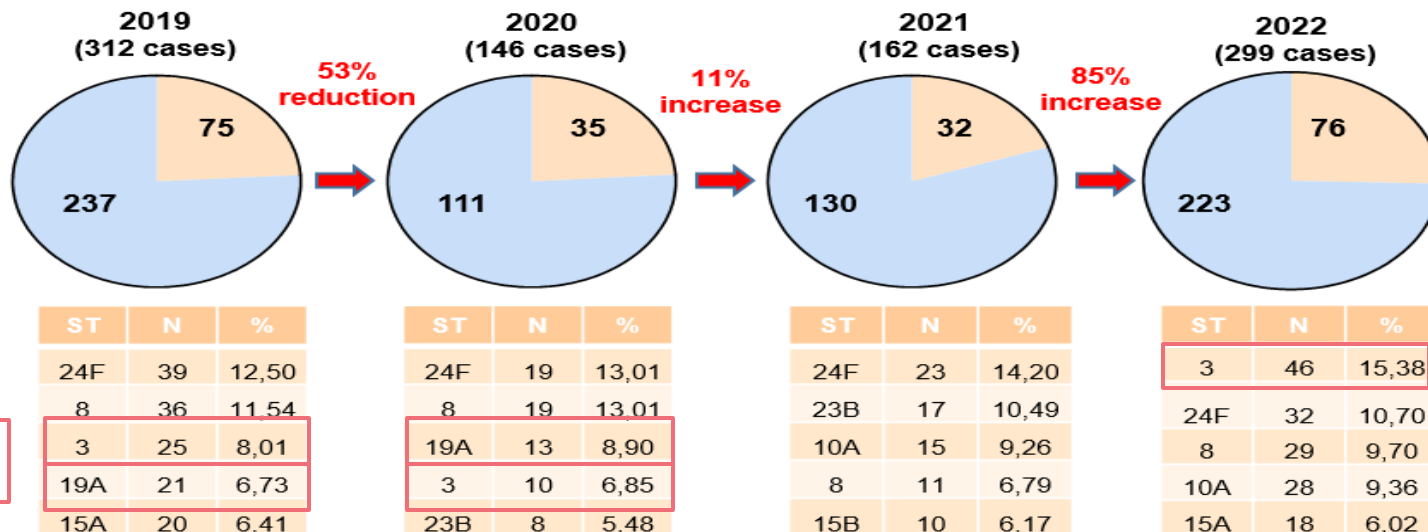 2019
(312 cases)
53%
reduction
2020
(146 cases)
11%
increase
2021
(162 cases)
85%
increase
2022
(299 cases)
75
237
35
111
32
130
76
223
ST N %
24F 39 12,50
8 36 11,54
3 25 8,01
19A 21 6,73
15A 20 6,41
ST N %
24F 19 13,01
8 19 13,01
19A 13 8,90
3 10 6,85
23B 8 5,48
ST N %
24F 23 14,20
23B 17 10,49
10A 15 9,26
8 11 6,79
15B 10 6,17
ST N %
3 46 15,38
24F 32 10,70
8 29 9,70
10A 28 9,36
15A 18 6,02